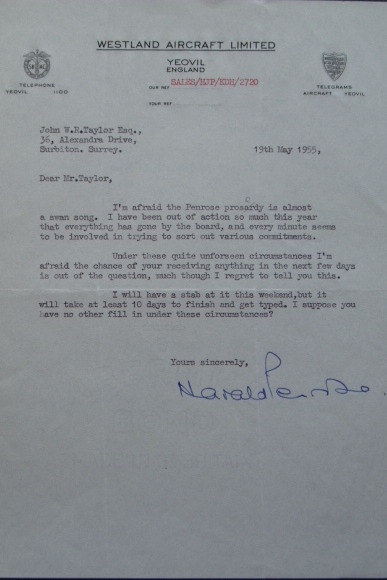 WESTLAND AIRCRAFT LIMITED
YEOVIL
ENGLAND
TELEPHONE
YEOVIL 1100
OUR REF SALES/HJP/KDH/2720
YOUR REF
TELEGRAMS
AIRCRAFT YEOVIL
John W.R.Taylor Esq.,
36, Alexandra Drive,
Surbiton. Surrey.
19th May 1955,
Dear Mr.Taylor,
I'm afraid the Penrose prosardy is almost
a swan song. I have been out of action so much this year
that everything has gone by the board, and every minute seems
to be involved in trying to sort out various commitments.
Under these quite unforseen circumstances I'm
afraid the chance of your receiving anything in the next few days
is out of the question, much though I regret to tell you this.
I will have a stab at it this weekend,but it
will take at least 10 days to finish and get typed. I suppose you
have no other fill in under these circumstances?
Yours sincerely,
Harald Penrose.